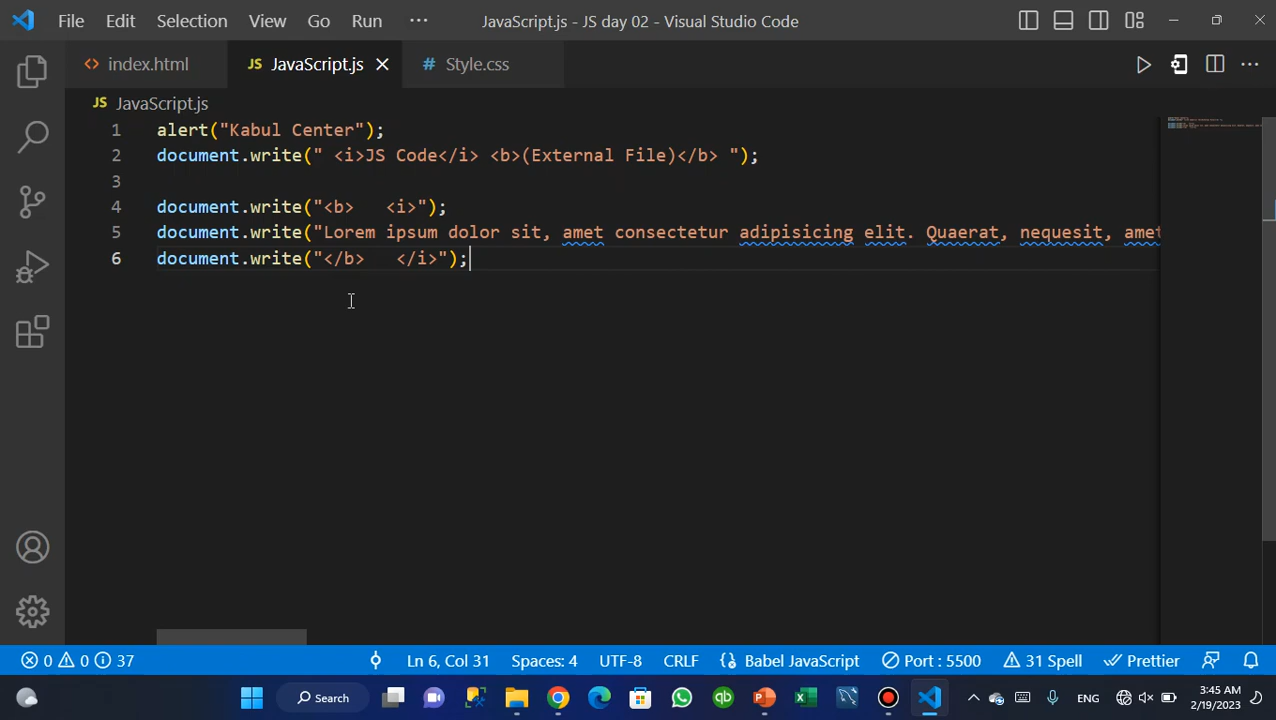 File Edit Selection View Go Run ··· JavaScript.js - JS day 02 - Visual Studio Code
<> index.html JS JavaScript.js # Style.css
JS JavaScript.js
1 alert("Kabul Center");
2 document.write(" <i>JS Code</i> <b>(External File)</b> ");
3
4 document.write("<b>   <i>");
5 document.write("Lorem ipsum dolor sit, amet consectetur adipisicing elit. Quaerat, nequesit, amet
6 document.write("</b>   </i>");
0 0 37 Ln 6, Col 31 Spaces: 4 UTF-8 CRLF {} Babel JavaScript Port : 5500 31 Spell Prettier
Search qb ENG 3:45 AM
2/19/2023